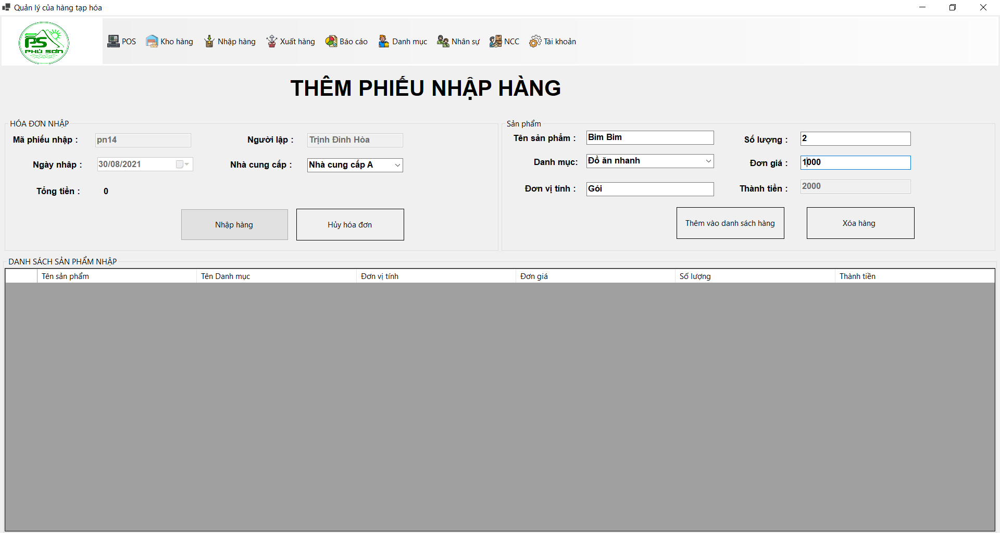 Quản lý của hàng tạp hóa
PS
PHÚ SƠN
POS Kho hàng Nhập hàng Xuất hàng Báo cáo Danh mục Nhân sự NCC Tài khoản
THÊM PHIẾU NHẬP HÀNG
HÓA ĐƠN NHẬP
Mã phiếu nhập : pn14 Người lập : Trịnh Đình Hòa
Ngày nhâp : 30/08/2021 Nhà cung cấp : Nhà cung cấp A
Tổng tiền : 0
Nhập hàng Hủy hóa đơn
Sản phẩm
Tên sản phẩm : Bim Bim Số lượng : 2
Danh mục: Đồ ăn nhanh Đơn giá : 1000
Đơn vị tính : Gói Thành tiền : 2000
Thêm vào danh sách hàng Xóa hàng
DANH SÁCH SẢN PHẨM NHẬP
Tên sản phẩm Tên Danh mục Đơn vị tính Đơn giá Số lượng Thành tiền